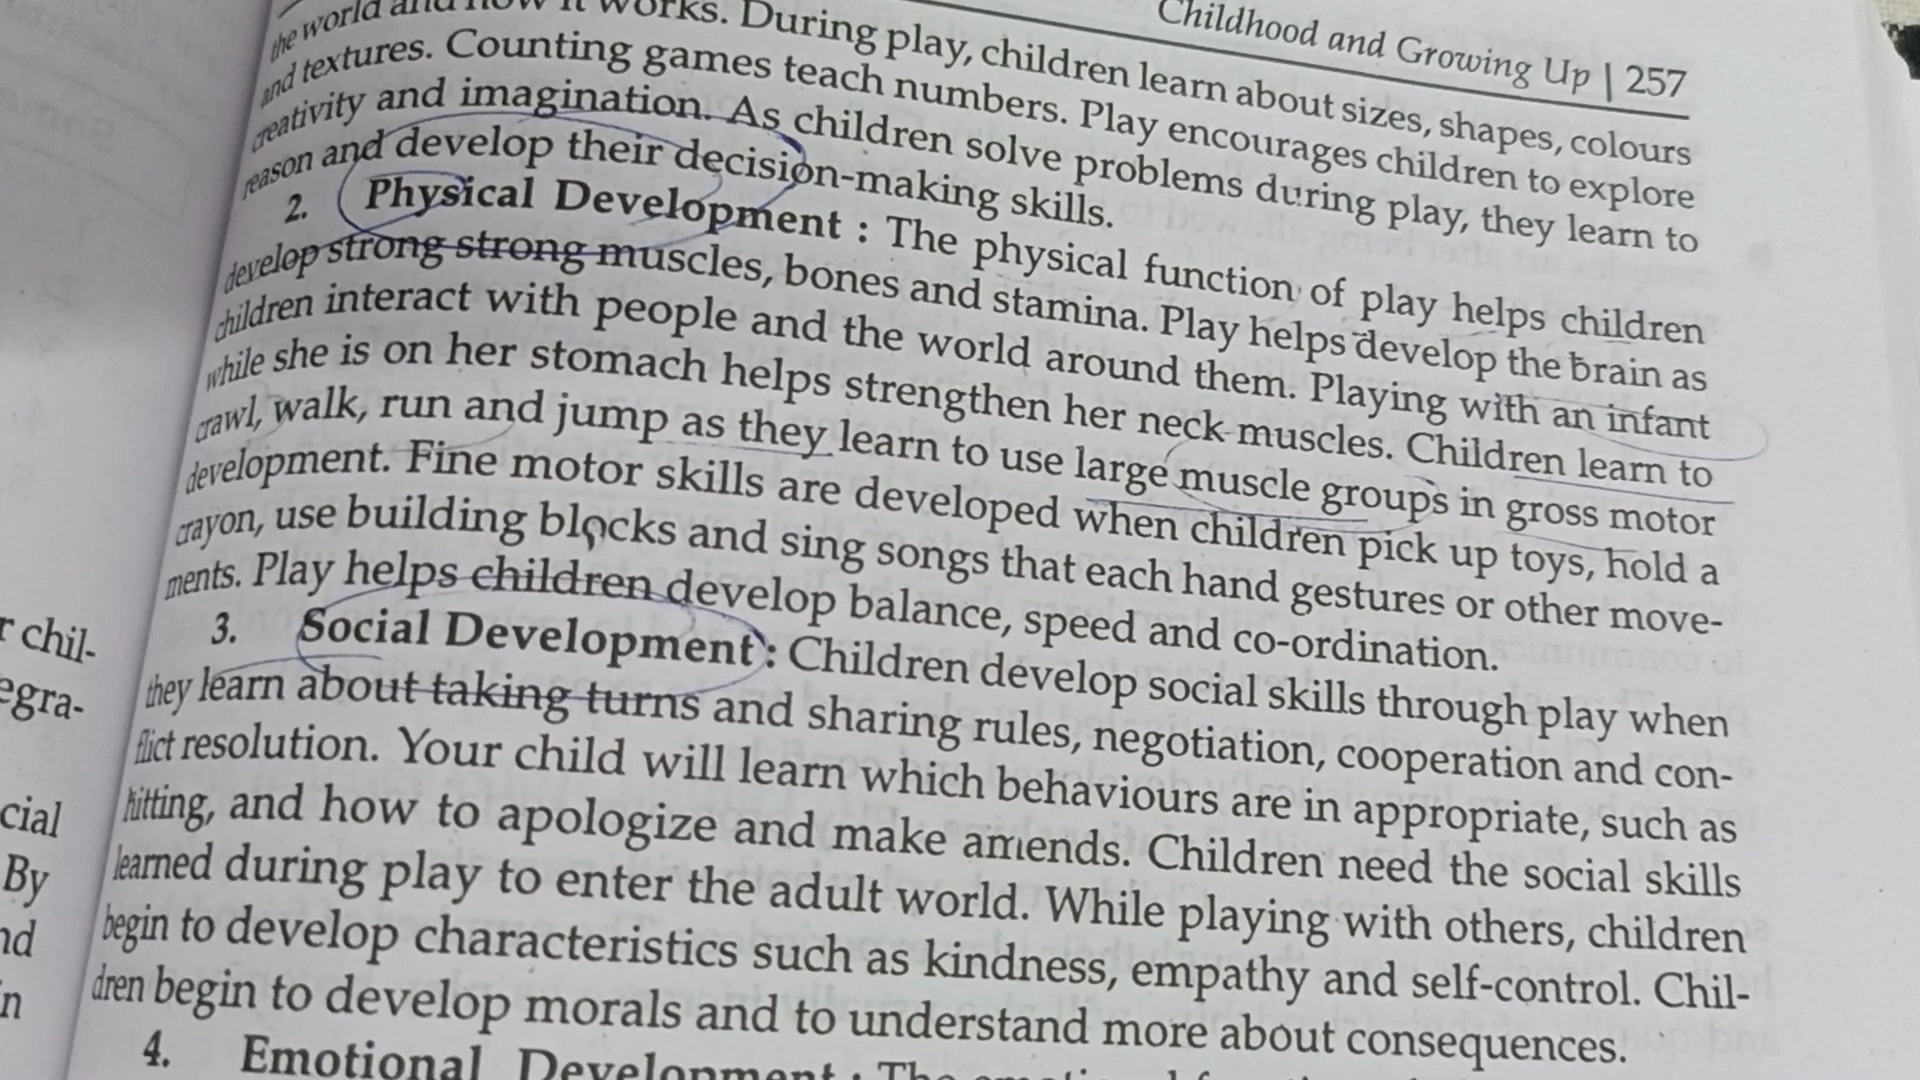 Childhood and Growing Up | 257
the world and how it works. During play, children learn about sizes, shapes, colours
and textures. Counting games teach numbers. Play encourages children to explore
creativity and imagination. As children solve problems during play, they learn to
reason and develop their decision-making skills.
2. Physical Development : The physical function of play helps children
develop strong strong muscles, bones and stamina. Play helps develop the brain as
children interact with people and the world around them. Playing with an infant
while she is on her stomach helps strengthen her neck muscles. Children learn to
crawl, walk, run and jump as they learn to use large muscle groups in gross motor
development. Fine motor skills are developed when children pick up toys, hold a
crayon, use building blocks and sing songs that each hand gestures or other move-
ments. Play helps children develop balance, speed and co-ordination.
3. Social Development : Children develop social skills through play when
they learn about taking turns and sharing rules, negotiation, cooperation and con-
flict resolution. Your child will learn which behaviours are in appropriate, such as
hitting, and how to apologize and make amends. Children need the social skills
learned during play to enter the adult world. While playing with others, children
begin to develop characteristics such as kindness, empathy and self-control. Chil-
dren begin to develop morals and to understand more about consequences.
4. Emotional Development :
r chil-
egra-
cial
By
nd
in